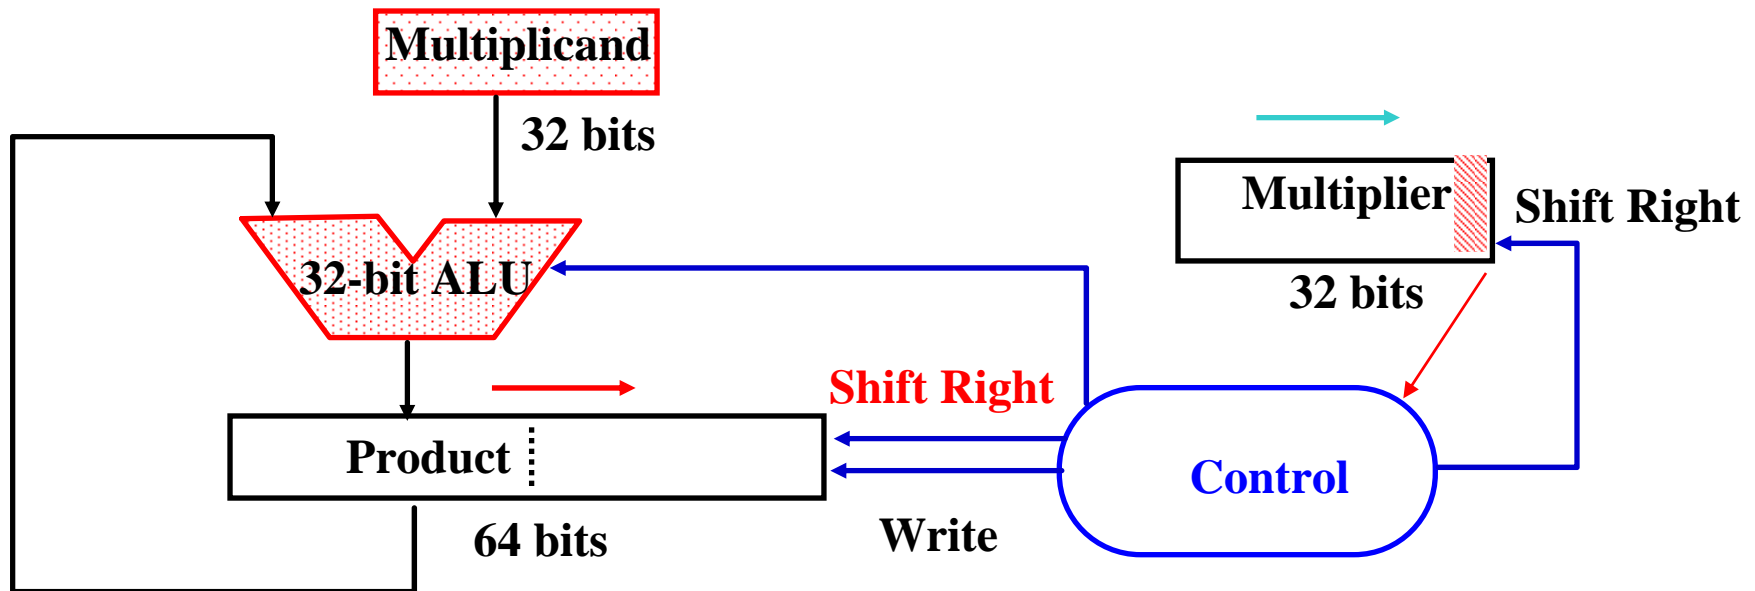 Multiplicand
32 bits
Multiplier
Shift Right
32-bit ALU
32 bits
Shift Right
Product
Control
64 bits
Write